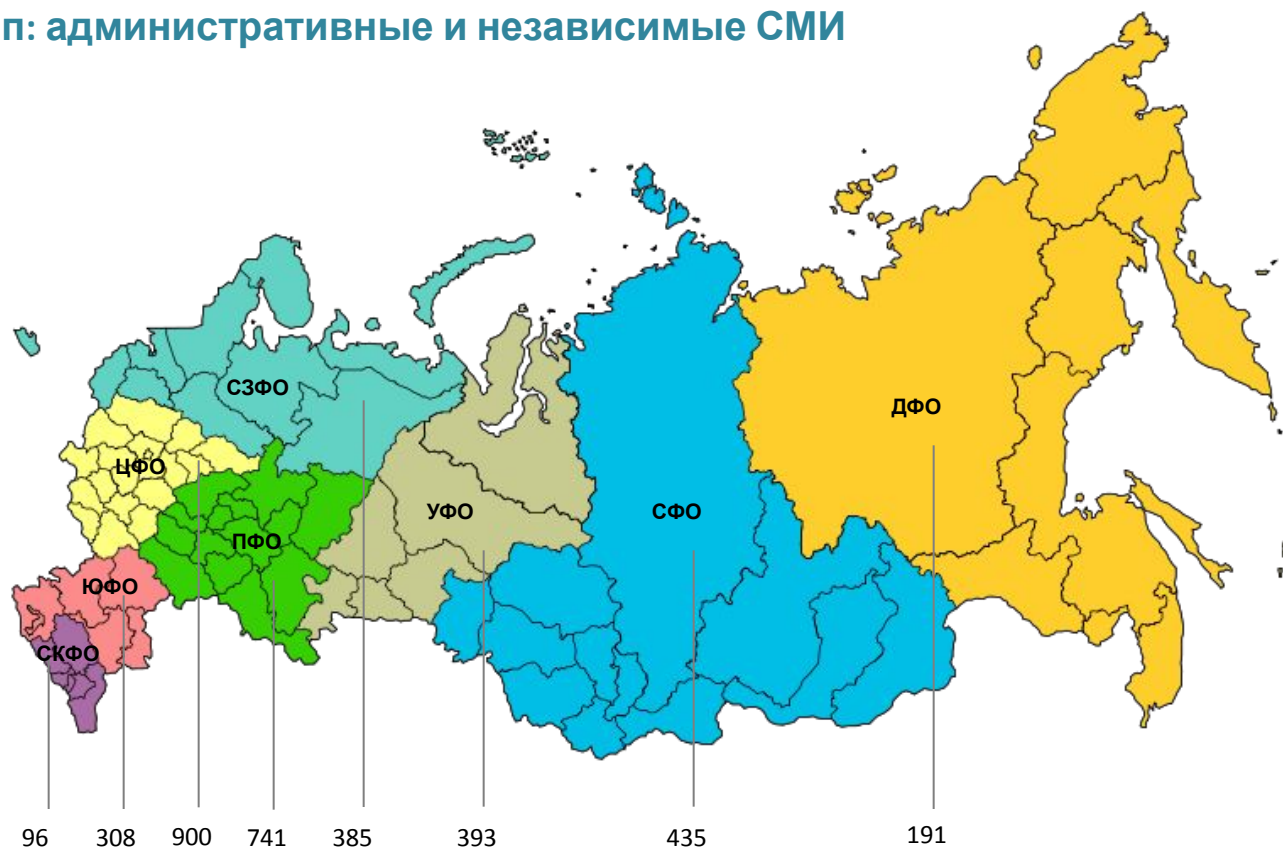 п: административные и независимые СМИ
СЗФО
ДФО
ЦФО
УФО
СФО
ПФО
ЮФО
СКФО
96 308 900 741 385 393 435 191